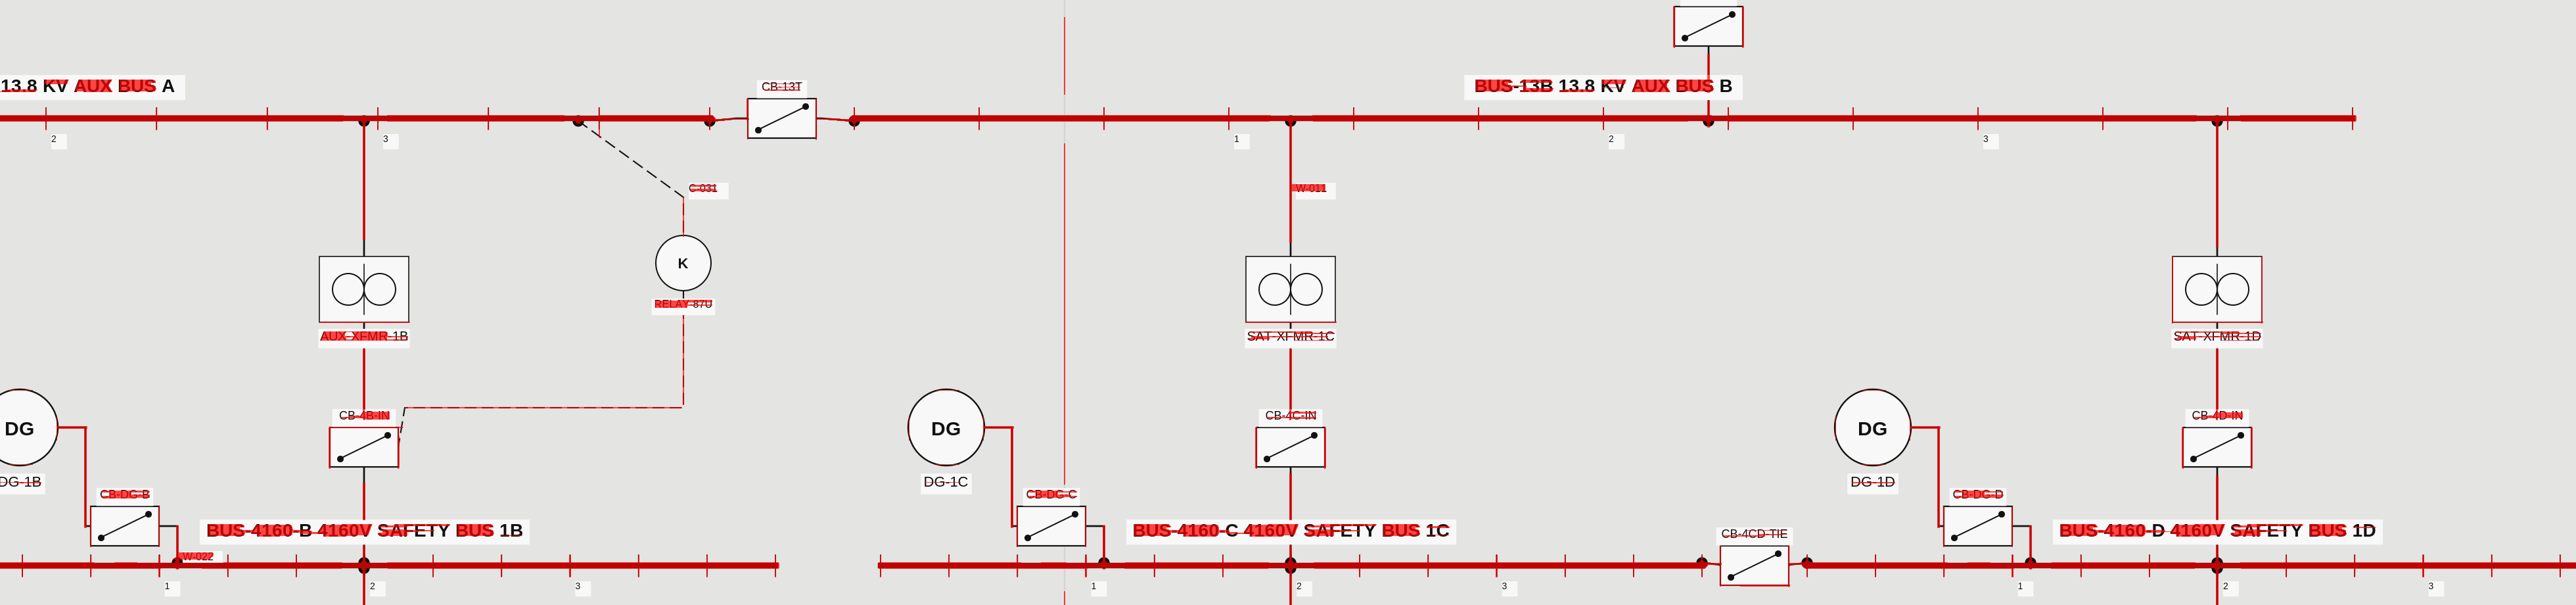 13.8 KV AUX BUS A
CB-13T
BUS-13B 13.8 KV AUX BUS B
2
3
1
2
3
C-031
W-011
K
RELAY-87U
AUX-XFMR-1B
SAT-XFMR-1C
SAT-XFMR-1D
CB-4B-IN
CB-4C-IN
CB-4D-IN
DG
DG
DG
DG-1B
DG-1C
DG-1D
CB-DG-B
CB-DG-C
CB-DG-D
BUS-4160-B 4160V SAFETY BUS 1B
BUS-4160-C 4160V SAFETY BUS 1C
CB-4CD-TIE
BUS-4160-D 4160V SAFETY BUS 1D
W-022
1
2
3
1
2
3
1
2
3